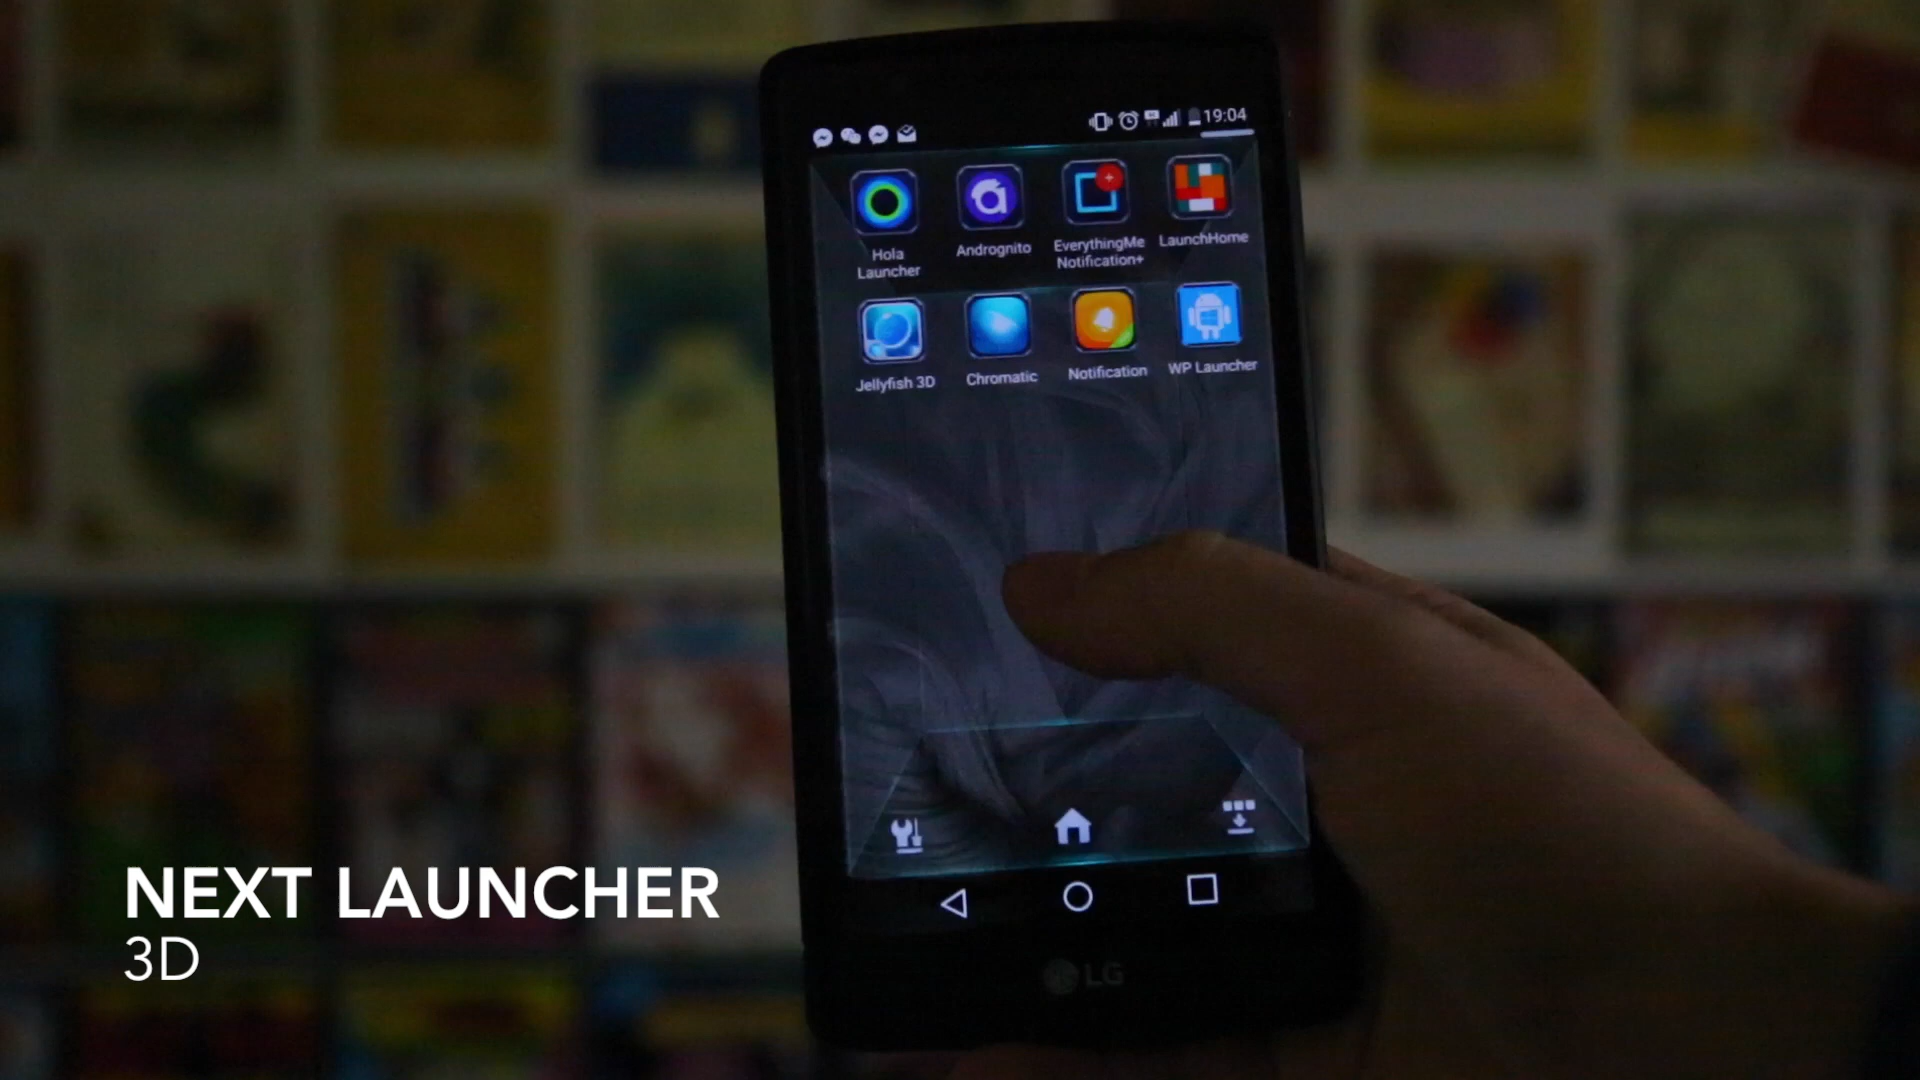 19:04
Hola
Launcher
Andrognito
EverythingMe
Notification+
LaunchHome
Jellyfish 3D
Chromatic
Notification
WP Launcher
NEXT LAUNCHER
3D
LG